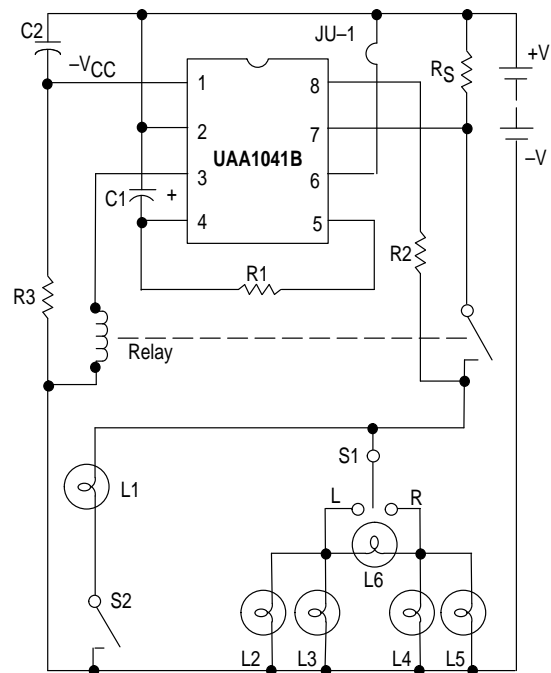 C2
–VCC
JU–1
RS
+V
–V
1
2
3
4
8
7
6
5
UAA1041B
C1
+
R1
R2
R3
Relay
L1
S2
S1
L
R
L6
L2
L3
L4
L5